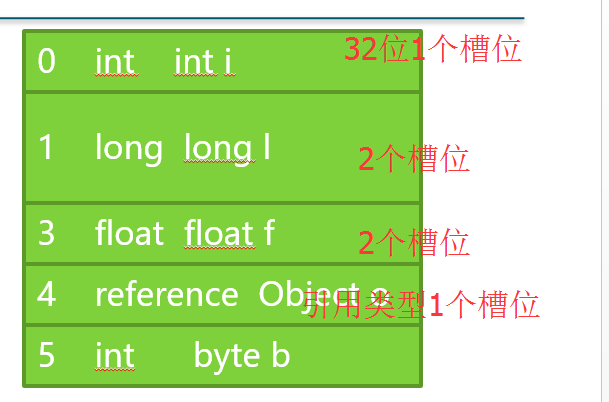 0 int int i 32位1个槽位
1 long long l 2个槽位
3 float float f 2个槽位
4 reference Object o 引用类型1个槽位
5 int byte b